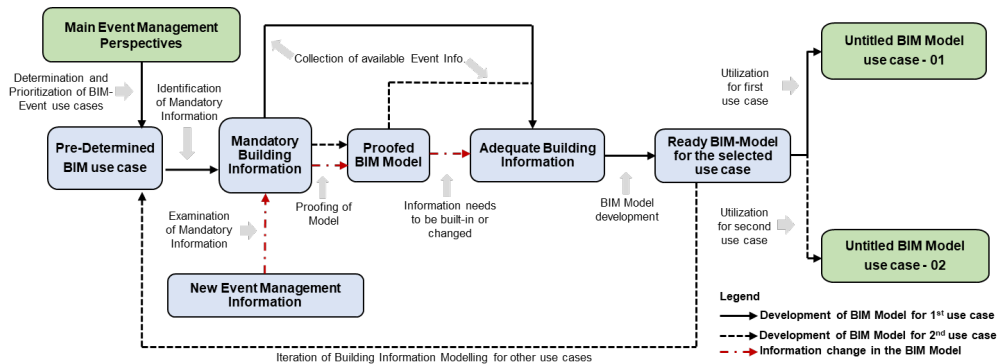 Main Event Management
Perspectives
Determination and
Prioritization of BIM-
Event use cases
Identification
of Mandatory
Information
Collection of available Event Info.
Pre-Determined
BIM use case
Mandatory
Building
Information
Proofed
BIM Model
Adequate Building
Information
Ready BIM-Model
for the selected
use case
Utilization
for first
use case
Untitled BIM Model
use case - 01
Examination
of Mandatory
Information
Proofing of
Model
Information needs
to be built-in or
changed
BIM Model
development
Utilization
for second
use case
Untitled BIM Model
use case - 02
New Event Management
Information
Legend
Development of BIM Model for 1st use case
Development of BIM Model for 2nd use case
Information change in the BIM Model
Iteration of Building Information Modelling for other use cases